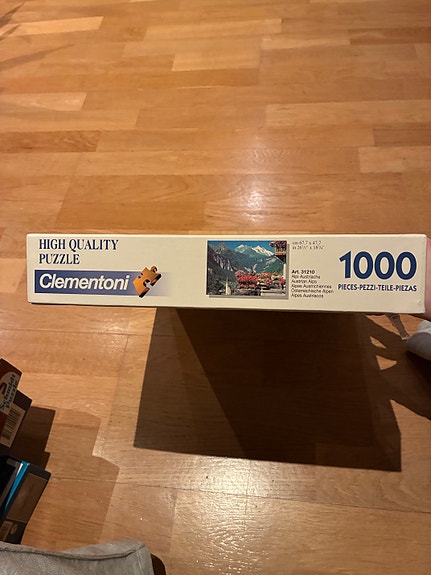 HIGH QUALITY
PUZZLE
Clementoni
Art. 31210
Alpi Austriache
Austrian Alps
Alpes Autrichiennes
Österreichische Alpen
Alpes Austriacos
1000
PIECES-PEZZI-TEILE-PIEZAS